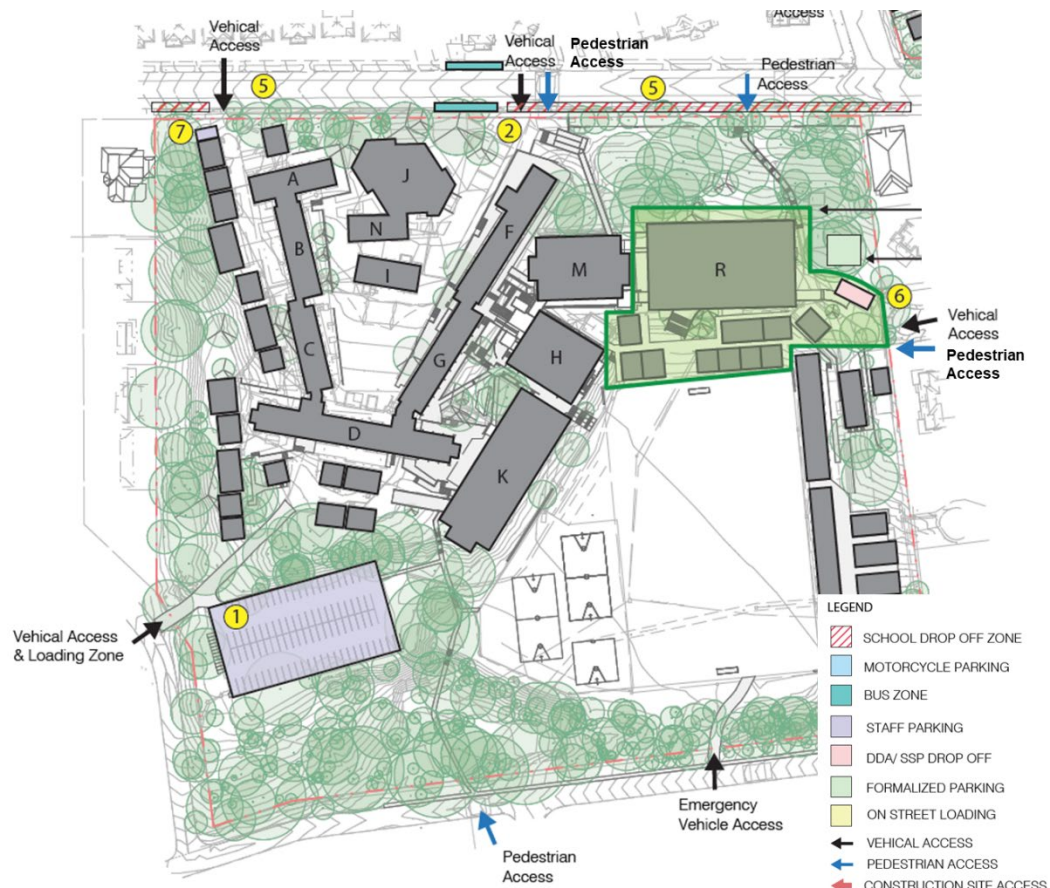 Access
Vehical
Access
Vehical
Access
Pedestrian
Access
Pedestrian
Access
5
5
7
2
A
J
B
N
I
F
M
R
6
Vehical
Access
Pedestrian
Access
C
G
H
D
K
1
Vehical Access
& Loading Zone
Emergency
Vehicle Access
Pedestrian
Access
LEGEND
SCHOOL DROP OFF ZONE
MOTORCYCLE PARKING
BUS ZONE
STAFF PARKING
DDA/ SSP DROP OFF
FORMALIZED PARKING
ON STREET LOADING
VEHICAL ACCESS
PEDESTRIAN ACCESS
CONSTRUCTION SITE ACCESS